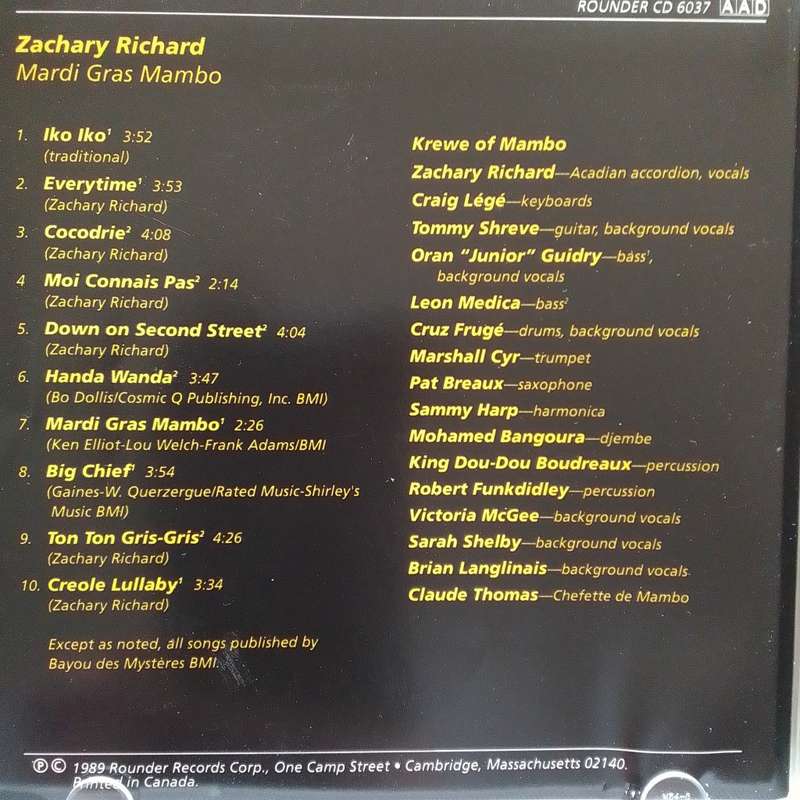 ROUNDER CD 6037 AAD
Zachary Richard
Mardi Gras Mambo
1. Iko Iko¹ 3:52
(traditional)
2. Everytime¹ 3:53
(Zachary Richard)
3. Cocodrie² 4:08
(Zachary Richard)
4 Moi Connais Pas² 2:14
(Zachary Richard)
5. Down on Second Street² 4:04
(Zachary Richard)
6. Handa Wanda² 3:47
(Bo Dollis/Cosmic Q Publishing, Inc. BMI)
7. Mardi Gras Mambo¹ 2:26
(Ken Elliot-Lou Welch-Frank Adams/BMI
8. Big Chief¹ 3:54
(Gaines-W. Querzergue/Rated Music-Shirley's
Music BMI)
9. Ton Ton Gris-Gris² 4:26
(Zachary Richard)
10. Creole Lullaby¹ 3:34
(Zachary Richard)
Except as noted, all songs published by
Bayou des Mystères BMI.
Krewe of Mambo
Zachary Richard—Acadian accordion, vocals
Craig Légé—keyboards
Tommy Shreve—guitar, background vocals
Oran “Junior” Guidry—bass¹,
background vocals
Leon Medica—bass²
Cruz Frugé—drums, background vocals
Marshall Cyr—trumpet
Pat Breaux—saxophone
Sammy Harp—harmonica
Mohamed Bangoura—djembe
King Dou-Dou Boudreaux—percussion
Robert Funkdidley—percussion
Victoria McGee—background vocals
Sarah Shelby—background vocals
Brian Langlinais—background vocals
Claude Thomas—Chefette de Mambo
℗ © 1989 Rounder Records Corp., One Camp Street • Cambridge, Massachusetts 02140.
Printed in Canada.